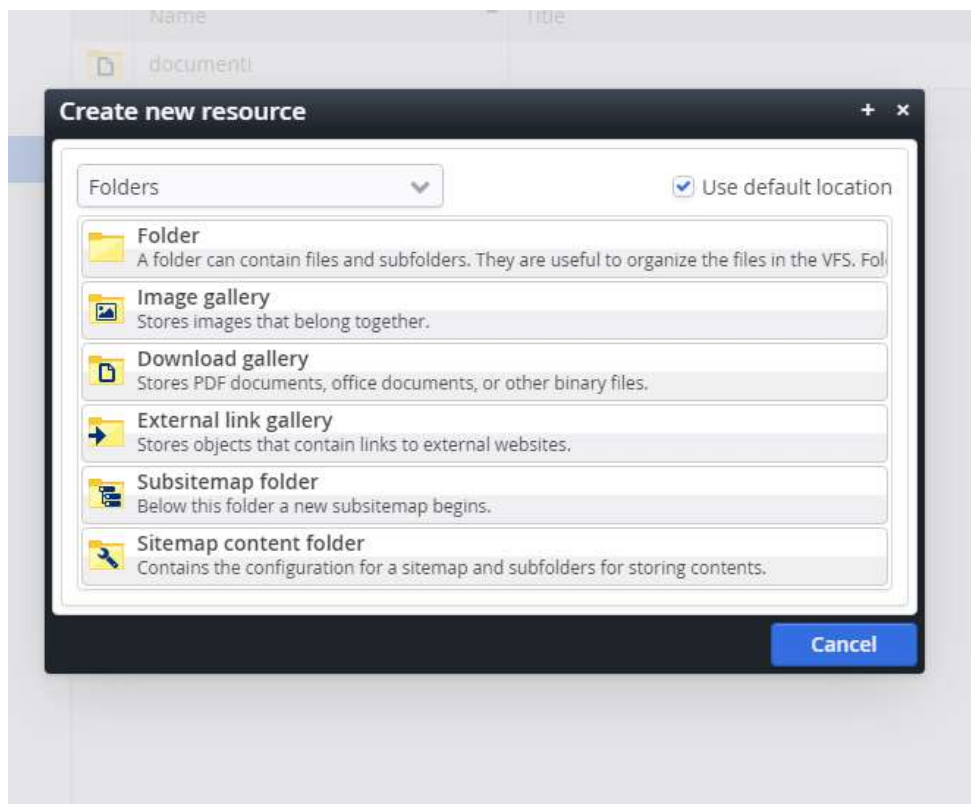 Name Title
documenti
Create new resource + ×
Folders Use default location
Folder
A folder can contain files and subfolders. They are useful to organize the files in the VFS. Fol
Image gallery
Stores images that belong together.
Download gallery
Stores PDF documents, office documents, or other binary files.
External link gallery
Stores objects that contain links to external websites.
Subsitemap folder
Below this folder a new subsitemap begins.
Sitemap content folder
Contains the configuration for a sitemap and subfolders for storing contents.
Cancel